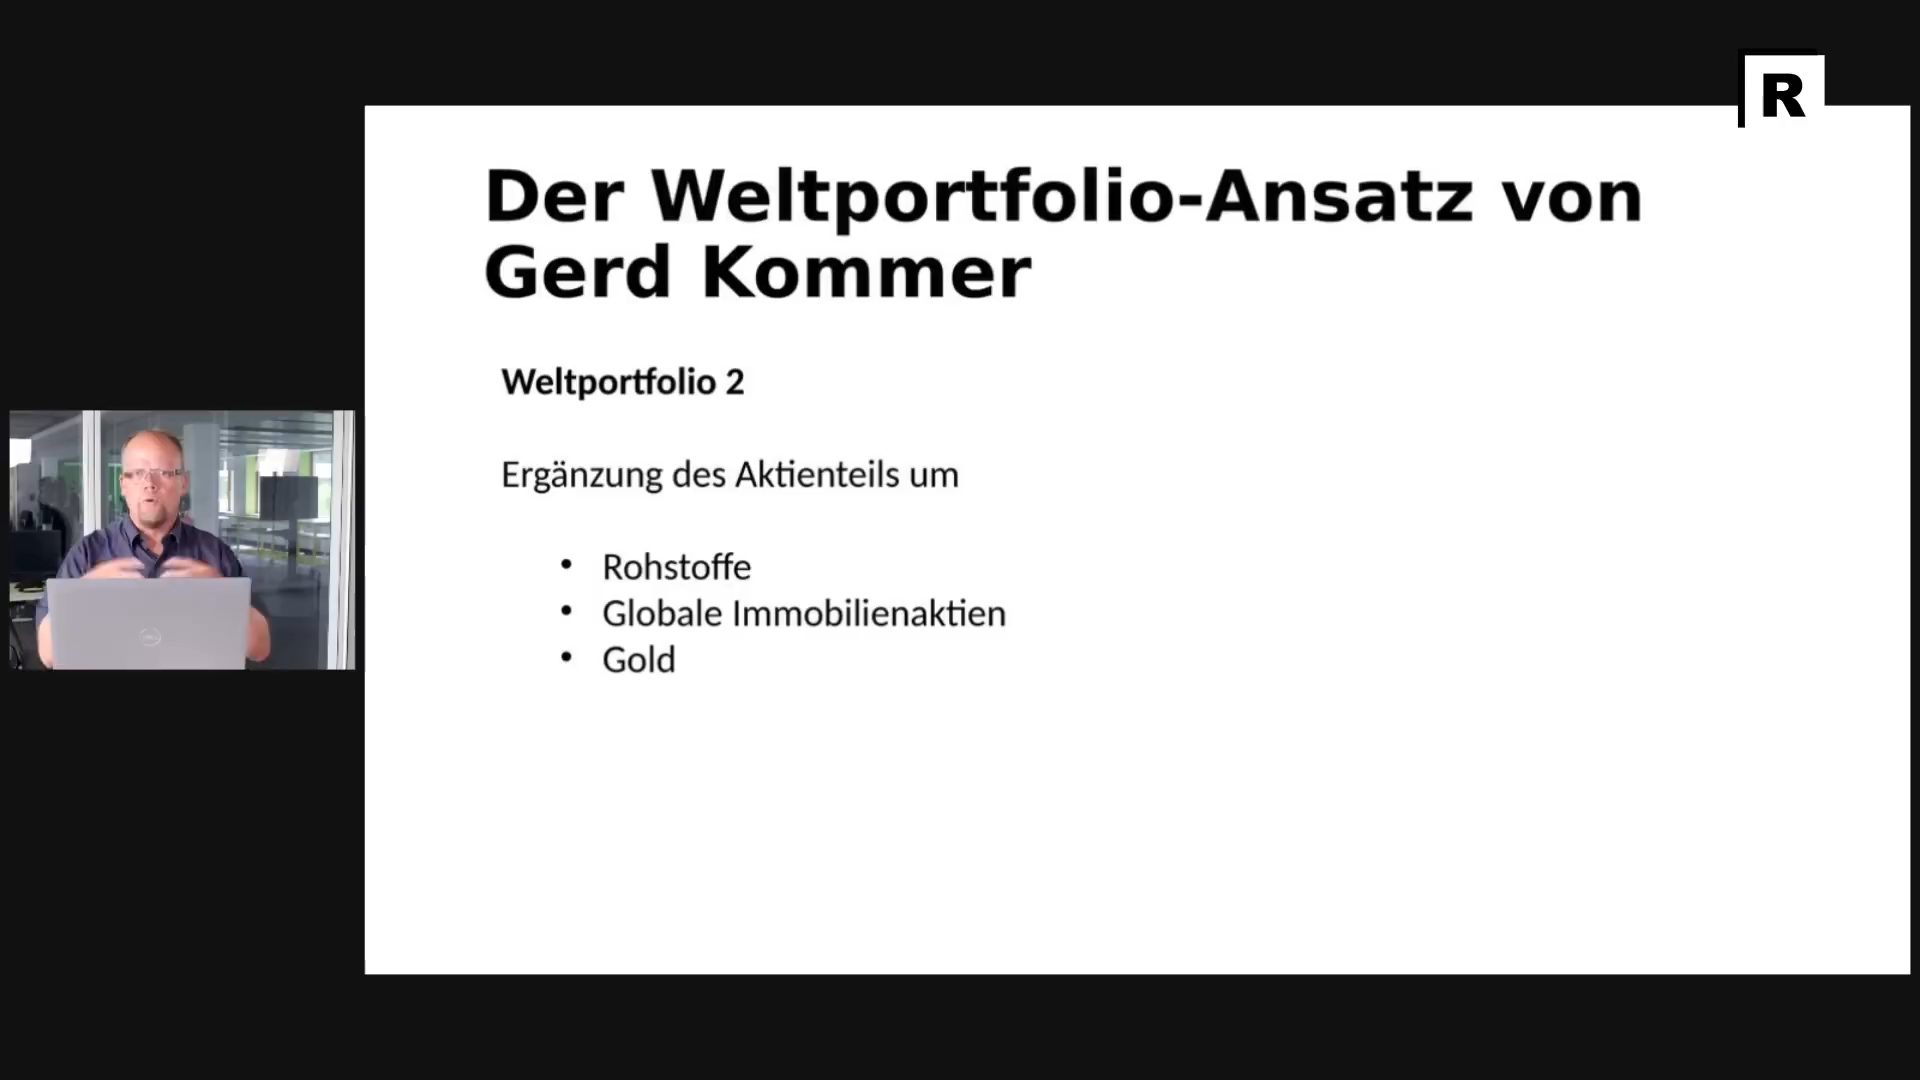 R
Der Weltportfolio-Ansatz von
Gerd Kommer
Weltportfolio 2
Ergänzung des Aktienteils um
• Rohstoffe
• Globale Immobilienaktien
• Gold